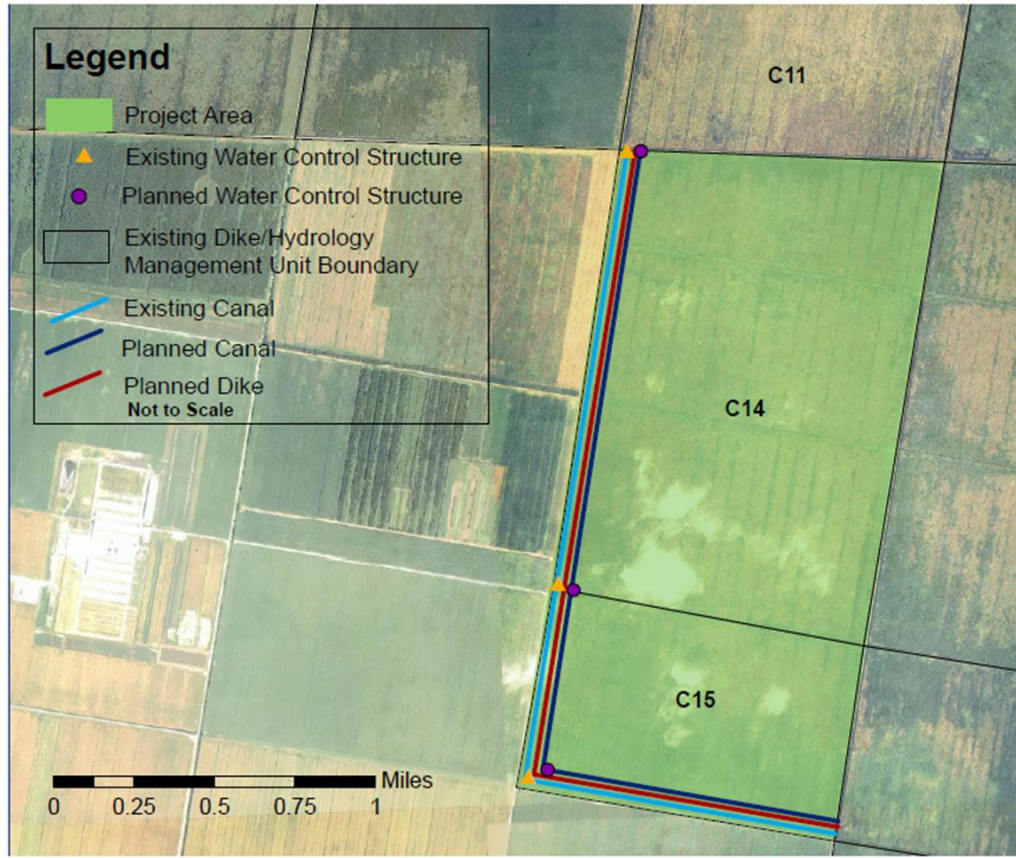 Legend
Project Area
Existing Water Control Structure
Planned Water Control Structure
Existing Dike/Hydrology
Management Unit Boundary
Existing Canal
Planned Canal
Planned Dike
Not to Scale
C11
C14
C15
Miles
0 0.25 0.5 0.75 1